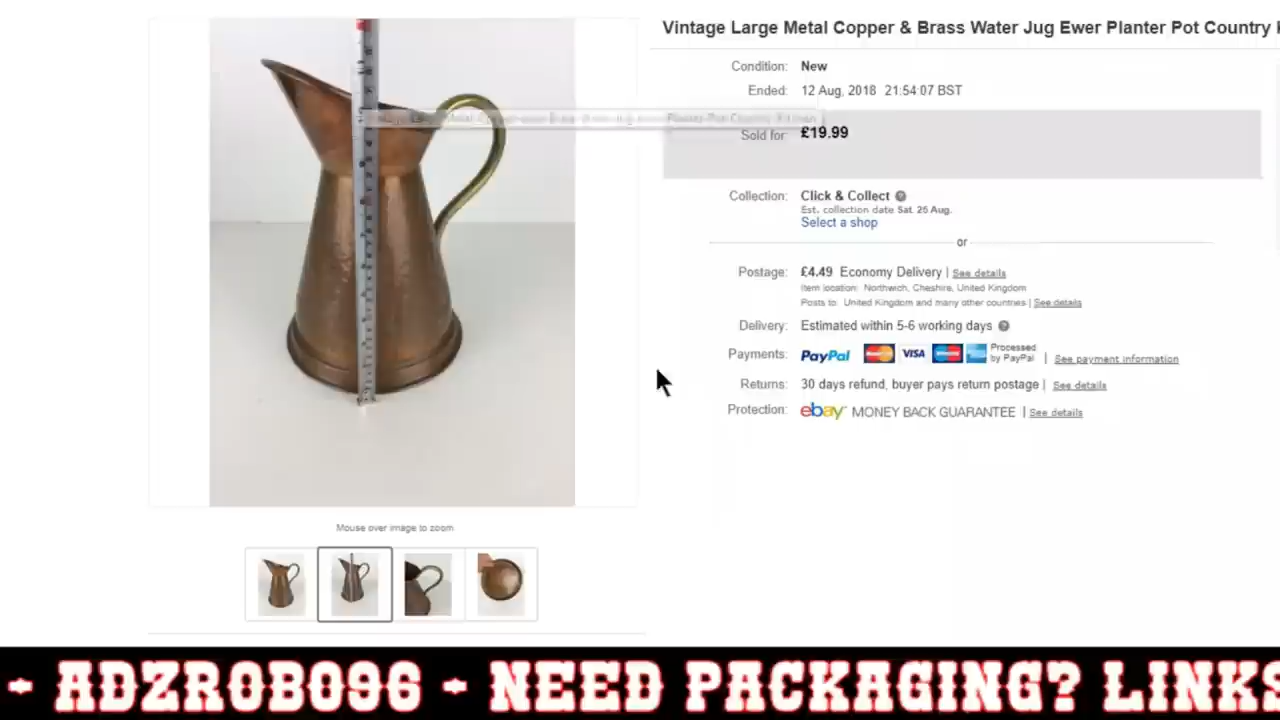 Vintage Large Metal Copper & Brass Water Jug Ewer Planter Pot Country
Condition: New
Ended: 12 Aug, 2018 21:54:07 BST
Sold for: £19.99
Collection: Click & Collect
Est. collection date Sat 25 Aug.
Select a shop
or
Postage: £4.49 Economy Delivery | See details
Item location: Northwich, Cheshire, United Kingdom
Posts to: United Kingdom and many other countries | See details
Delivery: Estimated within 5-6 working days
Payments: PayPal VISA Processed by PayPal | See payment information
Returns: 30 days refund, buyer pays return postage | See details
Protection: ebay MONEY BACK GUARANTEE | See details
Mouse over image to zoom
- ADZROB096 - NEED PACKAGING? LINKS